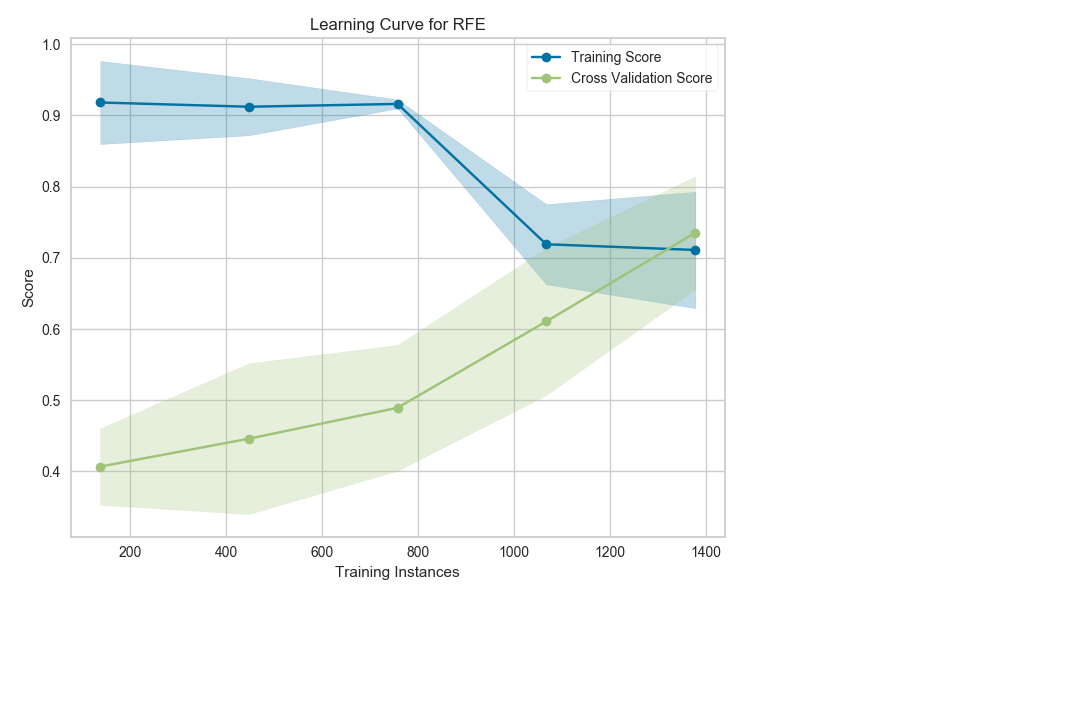 Learning Curve for RFE
1.0
0.9
0.8
0.7
0.6
0.5
0.4
Score
Training Score
Cross Validation Score
200 400 600 800 1000 1200 1400
Training Instances